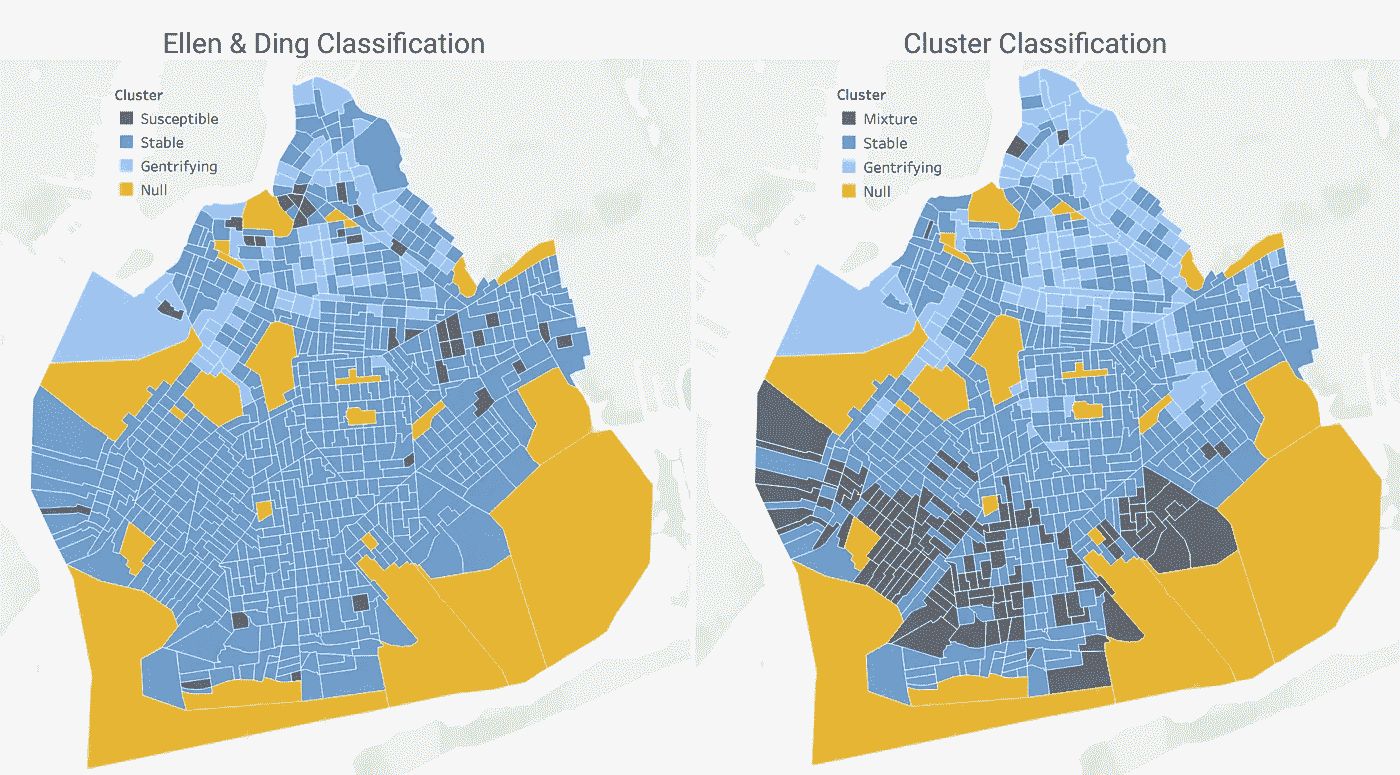 Ellen & Ding Classification
Cluster
Susceptible
Stable
Gentrifying
Null
Cluster Classification
Cluster
Mixture
Stable
Gentrifying
Null